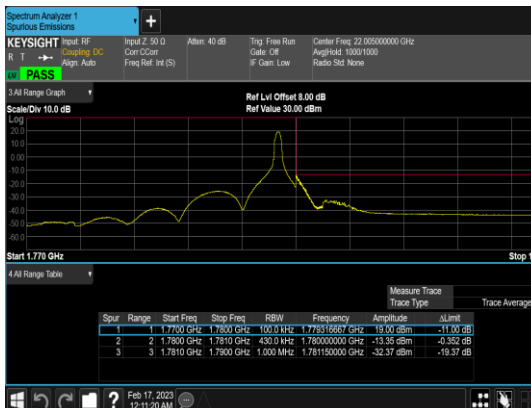 Spectrum Analyzer 1
Spurious Emissions
KEYSIGHT Input: RF Input Z: 50 Ω Atten: 40 dB Trig: Free Run Center Freq: 22.005000000 GHz
R T Coupling: DC Corr CCorr Gate: Off Avg|Hold: 1000/1000
Align: Auto Freq Ref: Int (S) IF Gain: Low Radio Std: None
PASS
3 All Range Graph
Ref Lvl Offset 8.00 dB
Scale/Div 10.0 dB Ref Value 30.00 dBm
Log
20.0
10.0
0.00
-10.0
-20.0
-30.0
-40.0
-50.0
-60.0
Start 1.770 GHz Stop 1
4 All Range Table
Measure Trace
Trace Type Trace Average
Spur Range Start Freq Stop Freq RBW Frequency Amplitude ΔLimit
1 1 1.7700 GHz 1.7800 GHz 100.0 kHz 1.779316667 GHz 19.00 dBm -11.00 dB
2 2 1.7800 GHz 1.7810 GHz 430.0 kHz 1.780000000 GHz -13.35 dBm -0.352 dB
3 3 1.7810 GHz 1.7900 GHz 1.000 MHz 1.781150000 GHz -32.37 dBm -19.37 dB
? Feb 17, 2023
12:11:20 AM